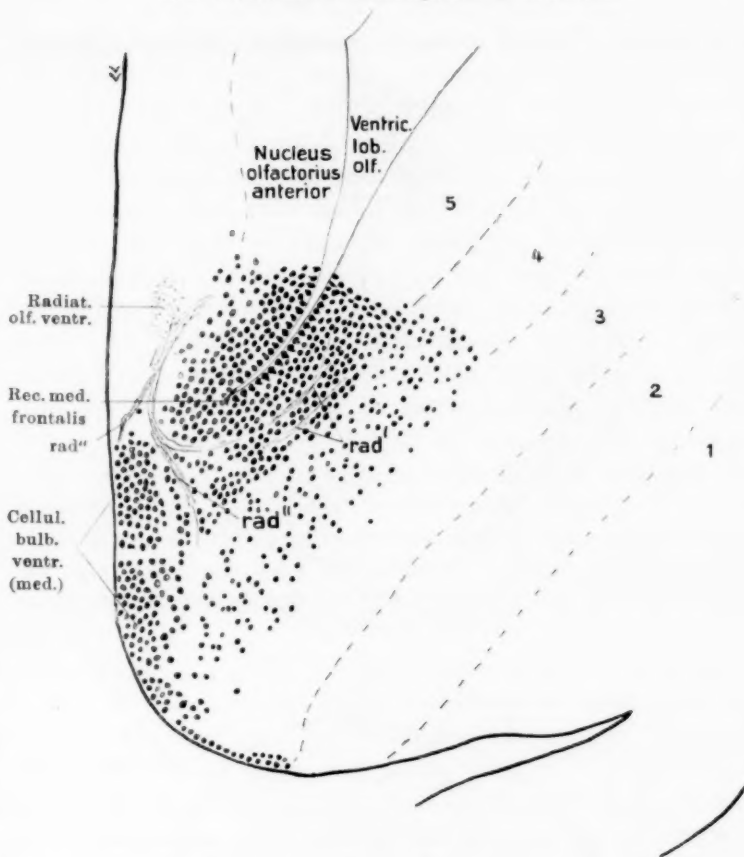 Nucleus
olfactorius
anterior
Ventric.
lob.
olf.
5
4
3
2
1
Radiat.
olf. ventr.
Rec. med.
frontalis
rad"
rad'
rad"
Cellul.
bulb.
ventr.
(med.)